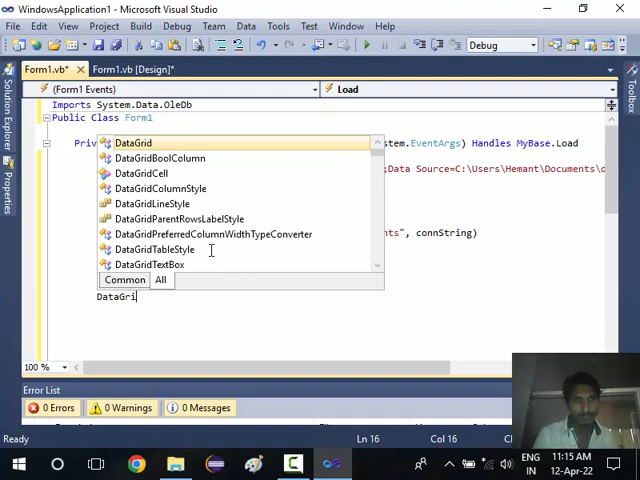 WindowsApplication1 - Microsoft Visual Studio
File Edit View Project Build Debug Team Data Tools Test Window Help
Debug
Form1.vb* Form1.vb [Design]*
(Form1 Events) Load
Imports System.Data.OleDb
Public Class Form1
Priv
stem.EventArgs) Handles MyBase.Load
;Data Source=C:\Users\Hemant\Documents\d
nts", connString)
DataGrid
DataGridBoolColumn
DataGridCell
DataGridColumnStyle
DataGridLineStyle
DataGridParentRowsLabelStyle
DataGridPreferredColumnWidthTypeConverter
DataGridTableStyle
DataGridTextBox
Common All
DataGri
Solution Explorer
Properties
Toolbox
100 %
Error List
0 Errors 0 Warnings 0 Messages
Ready Ln 16 Col 16
ENG
IN
11:15 AM
12-Apr-22